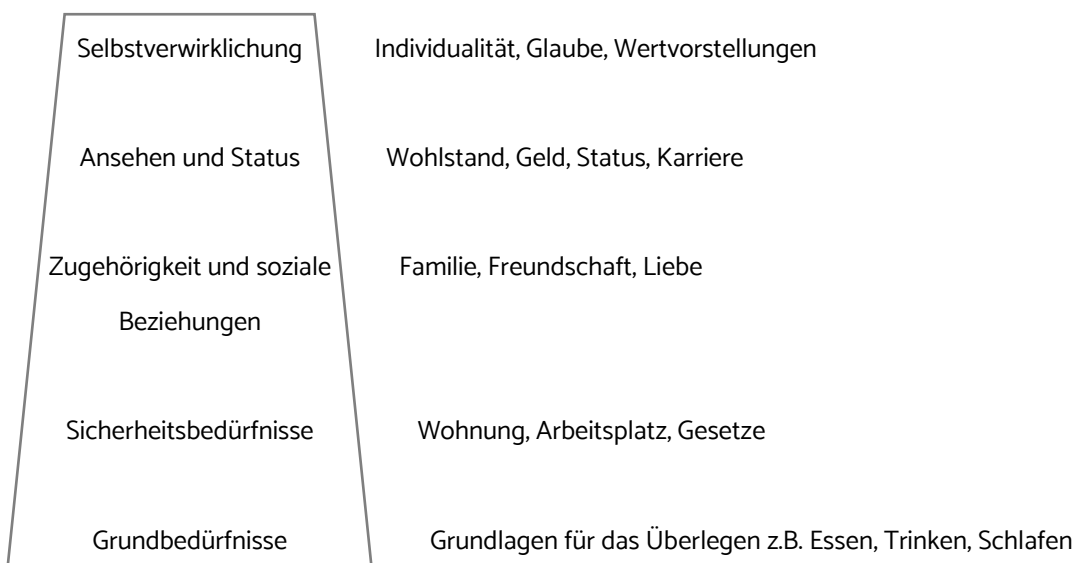 Selbstverwirklichung Individualität, Glaube, Wertvorstellungen
Ansehen und Status Wohlstand, Geld, Status, Karriere
Zugehörigkeit und soziale Familie, Freundschaft, Liebe
Beziehungen
Sicherheitsbedürfnisse Wohnung, Arbeitsplatz, Gesetze
Grundbedürfnisse Grundlagen für das Überlegen z.B. Essen, Trinken, Schlafen